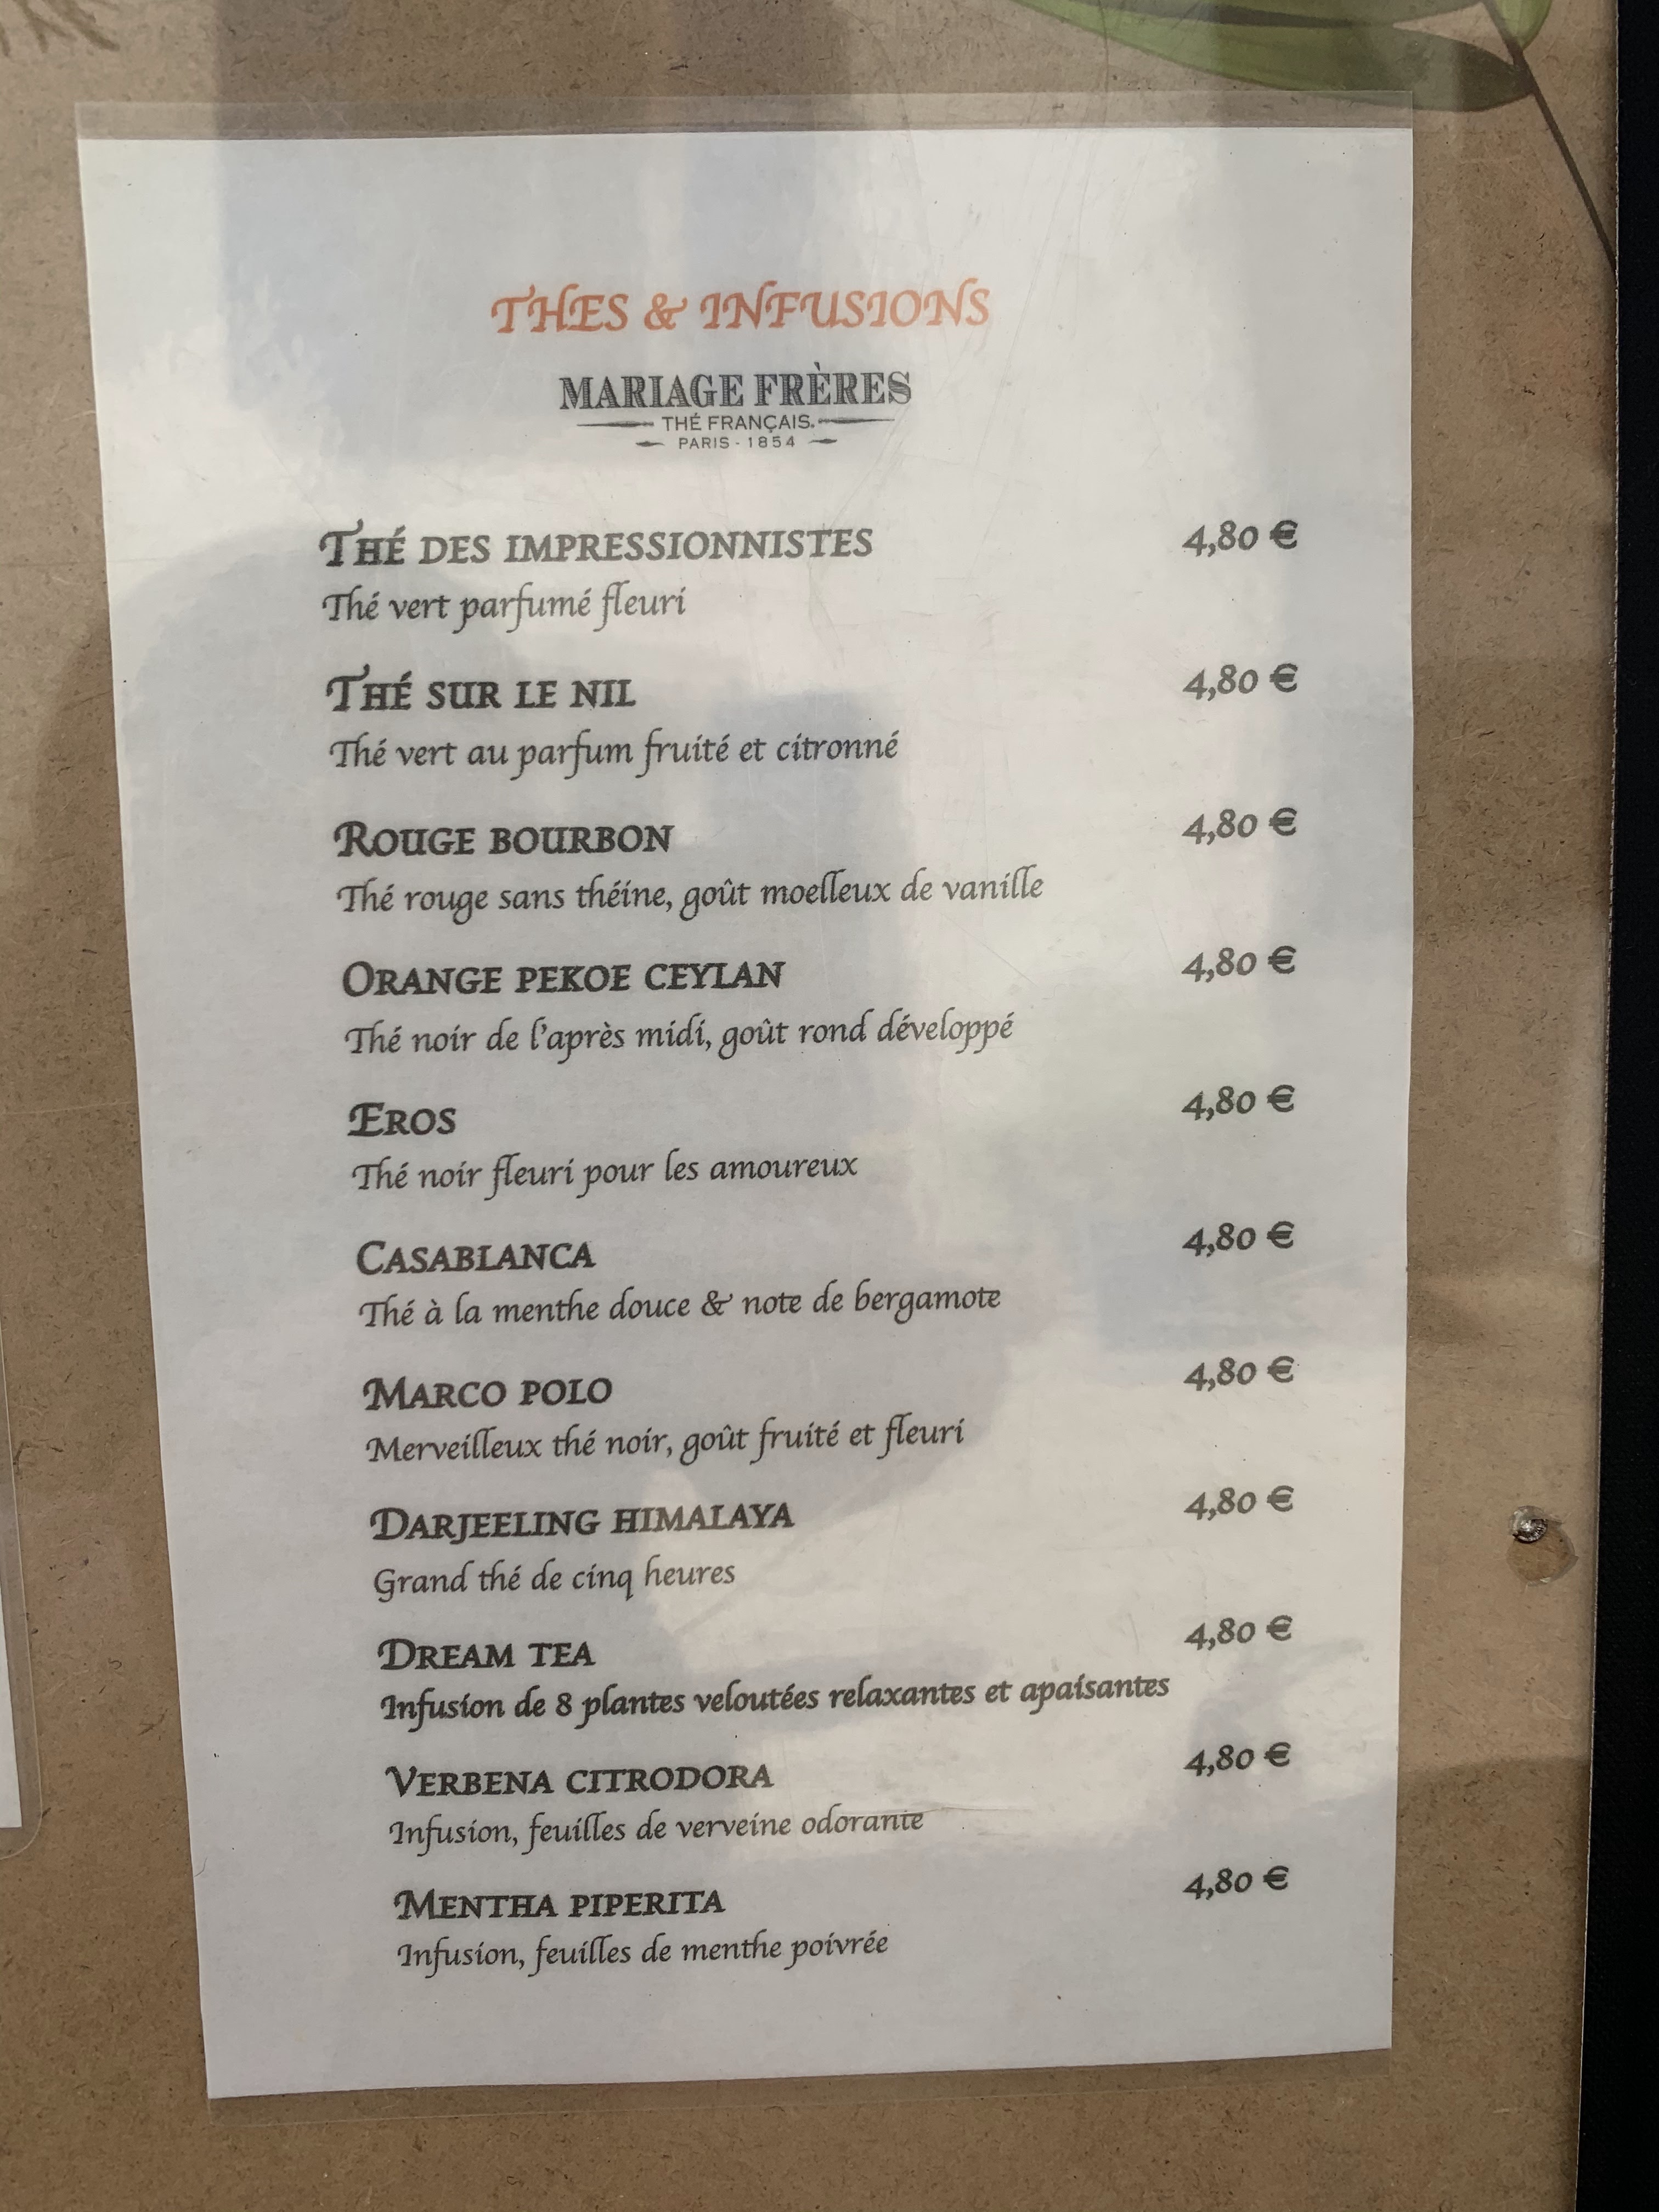 THES & INFUSIONS
MARIAGE FRÈRES
THÉ FRANÇAIS.
PARIS - 1854
THÉ DES IMPRESSIONNISTES 4,80 €
Thé vert parfumé fleuri
THÉ SUR LE NIL 4,80 €
Thé vert au parfum fruité et citronné
ROUGE BOURBON 4,80 €
Thé rouge sans théine, goût moelleux de vanille
ORANGE PEKOE CEYLAN 4,80 €
Thé noir de l'après midi, goût rond développé
EROS 4,80 €
Thé noir fleuri pour les amoureux
CASABLANCA 4,80 €
Thé à la menthe douce & note de bergamote
MARCO POLO 4,80 €
Merveilleux thé noir, goût fruité et fleuri
DARJEELING HIMALAYA 4,80 €
Grand thé de cinq heures
DREAM TEA 4,80 €
Infusion de 8 plantes veloutées relaxantes et apaisantes
VERBENA CITRODORA 4,80 €
Infusion, feuilles de verveine odorante
MENTHA PIPERITA 4,80 €
Infusion, feuilles de menthe poivrée